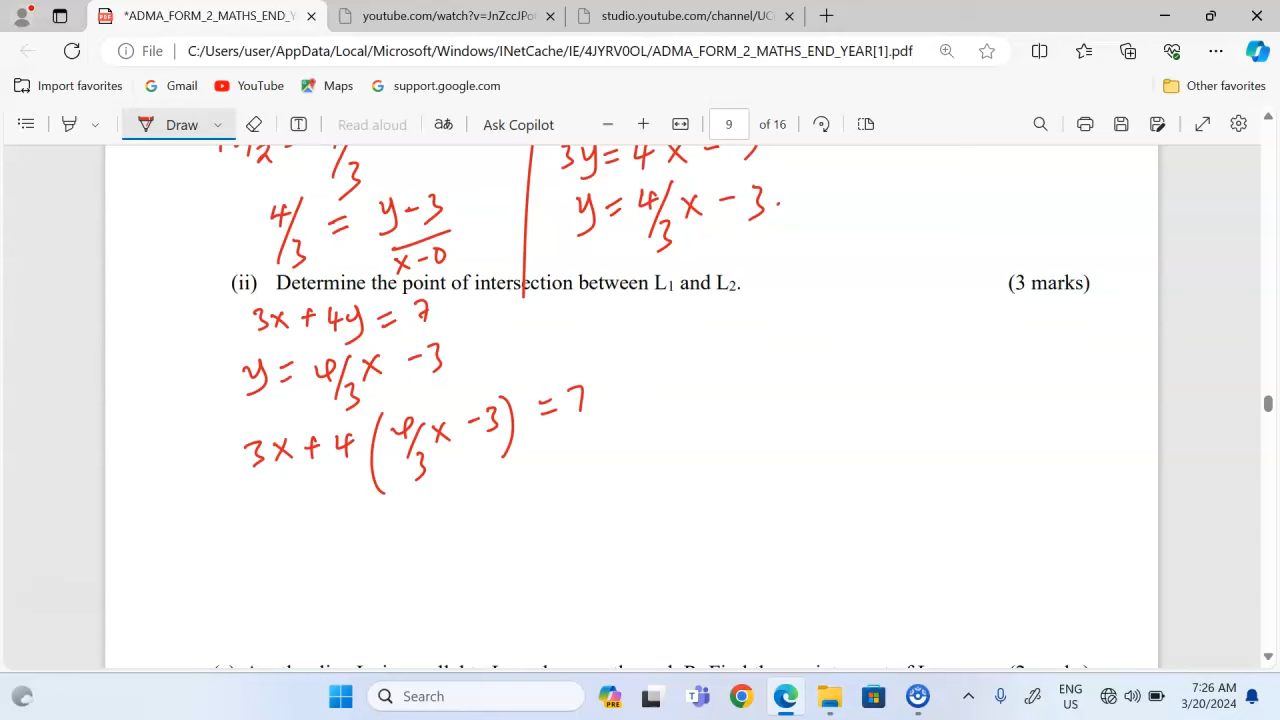 *ADMA_FORM_2_MATHS_END_Y
youtube.com/watch?v=JnZccJPo
studio.youtube.com/channel/UC
File C:/Users/user/AppData/Local/Microsoft/Windows/INetCache/IE/4JYRV0OL/ADMA_FORM_2_MATHS_END_YEAR[1].pdf
Import favorites Gmail YouTube Maps support.google.com Other favorites
Draw Read aloud Ask Copilot 9 of 16
3y = 4x -
4/3 = y-3/x-0
y = 4/3 x - 3.
(ii) Determine the point of intersection between L1 and L2. (3 marks)
3x + 4y = 7
y = 4/3 x - 3
3x + 4 (4/3 x - 3) = 7
Search
PRE
ENG
US
7:26 AM
3/20/2024